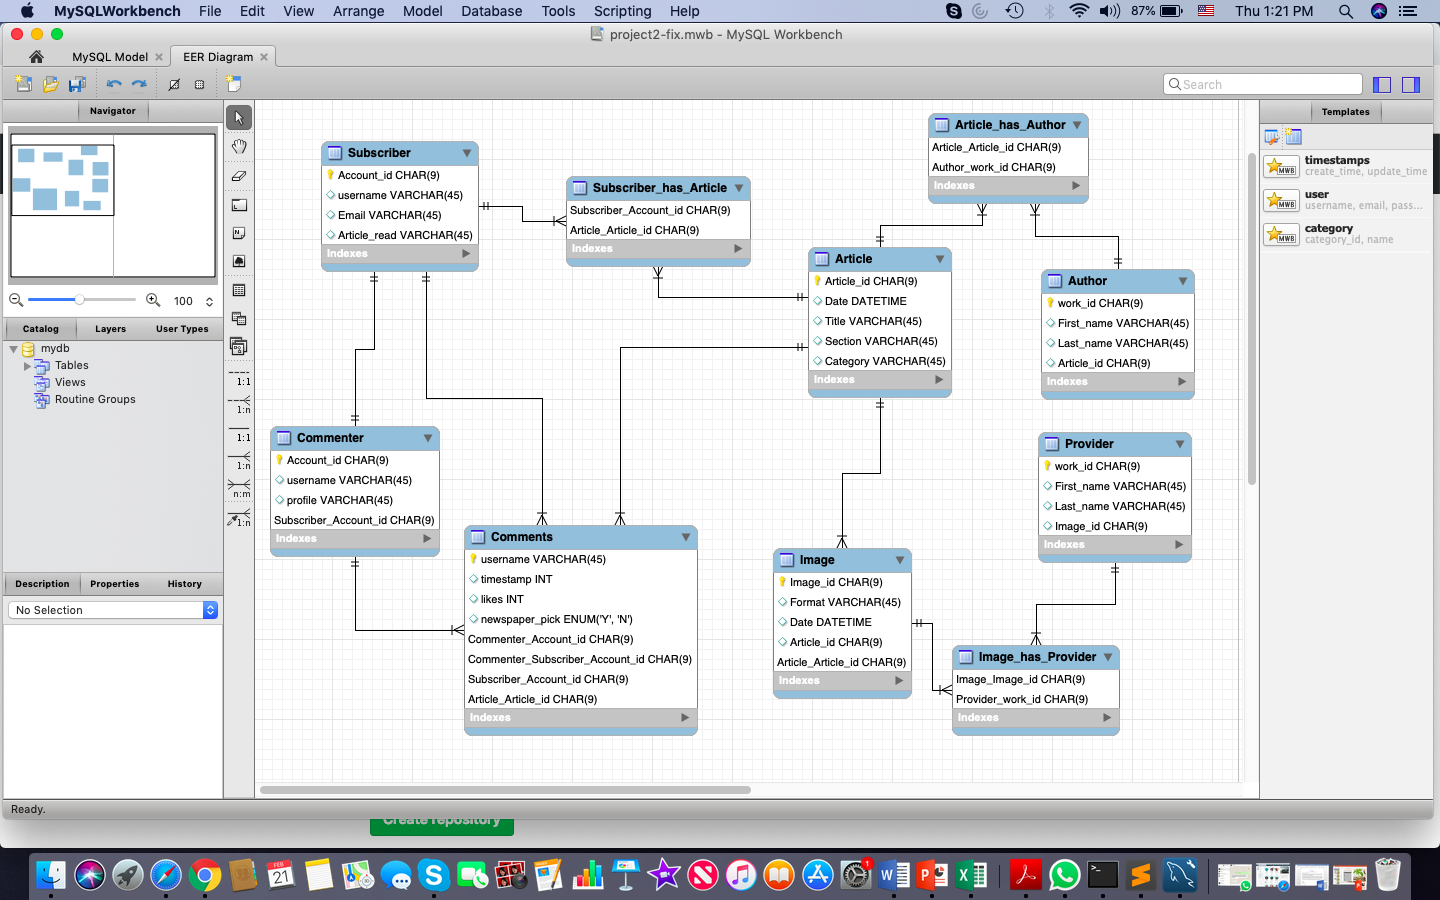 MySQLWorkbench File Edit View Arrange Model Database Tools Scripting Help 87% Thu 1:21 PM
project2-fix.mwb - MySQL Workbench
MySQL Model EER Diagram
Search
Navigator
100
Catalog Layers User Types
mydb
Tables
Views
Routine Groups
Description Properties History
No Selection
1:1
1:n
1:1
1:n
n:m
1:n
Subscriber
Account_id CHAR(9)
username VARCHAR(45)
Email VARCHAR(45)
Article_read VARCHAR(45)
Indexes
Subscriber_has_Article
Subscriber_Account_id CHAR(9)
Article_Article_id CHAR(9)
Indexes
Article_has_Author
Article_Article_id CHAR(9)
Author_work_id CHAR(9)
Indexes
Article
Article_id CHAR(9)
Date DATETIME
Title VARCHAR(45)
Section VARCHAR(45)
Category VARCHAR(45)
Indexes
Author
work_id CHAR(9)
First_name VARCHAR(45)
Last_name VARCHAR(45)
Article_id CHAR(9)
Indexes
Commenter
Account_id CHAR(9)
username VARCHAR(45)
profile VARCHAR(45)
Subscriber_Account_id CHAR(9)
Indexes
Provider
work_id CHAR(9)
First_name VARCHAR(45)
Last_name VARCHAR(45)
Image_id CHAR(9)
Indexes
Comments
username VARCHAR(45)
timestamp INT
likes INT
newspaper_pick ENUM('Y', 'N')
Commenter_Account_id CHAR(9)
Commenter_Subscriber_Account_id CHAR(9)
Subscriber_Account_id CHAR(9)
Article_Article_id CHAR(9)
Indexes
Image
Image_id CHAR(9)
Format VARCHAR(45)
Date DATETIME
Article_id CHAR(9)
Article_Article_id CHAR(9)
Indexes
Image_has_Provider
Image_Image_id CHAR(9)
Provider_work_id CHAR(9)
Indexes
Templates
timestamps
create_time, update_time
MWB
user
username, email, pass...
MWB
category
category_id, name
MWB
Ready.
Create repository
FEB
21
1